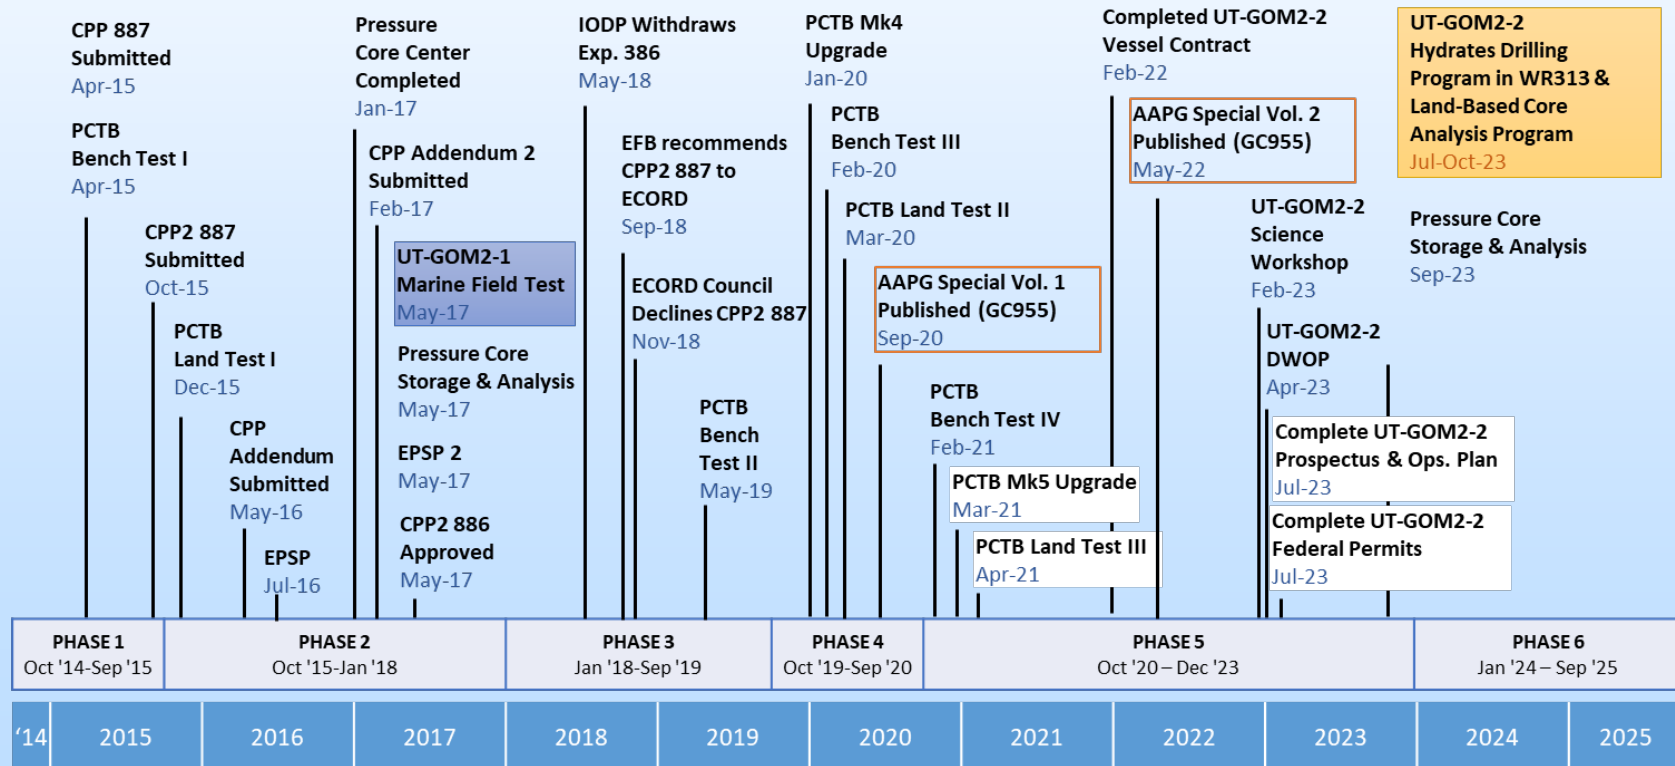 CPP 887
Submitted
Apr-15
PCTB
Bench Test I
Apr-15
CPP2 887
Submitted
Oct-15
PCTB
Land Test I
Dec-15
CPP
Addendum
Submitted
May-16
EPSP
Jul-16
Pressure
Core Center
Completed
Jan-17
CPP Addendum 2
Submitted
Feb-17
UT-GOM2-1
Marine Field Test
May-17
Pressure Core
Storage & Analysis
May-17
EPSP 2
May-17
CPP2 886
Approved
May-17
IODP Withdraws
Exp. 386
May-18
EFB recommends
CPP2 887 to
ECORD
Sep-18
ECORD Council
Declines CPP2 887
Nov-18
PCTB
Bench
Test II
May-19
PCTB Mk4
Upgrade
Jan-20
PCTB
Bench Test III
Feb-20
PCTB Land Test II
Mar-20
AAPG Special Vol. 1
Published (GC955)
Sep-20
PCTB
Bench Test IV
Feb-21
PCTB Mk5 Upgrade
Mar-21
PCTB Land Test III
Apr-21
Completed UT-GOM2-2
Vessel Contract
Feb-22
AAPG Special Vol. 2
Published (GC955)
May-22
UT-GOM2-2
Science
Workshop
Feb-23
UT-GOM2-2
DWOP
Apr-23
Complete UT-GOM2-2
Prospectus & Ops. Plan
Jul-23
Complete UT-GOM2-2
Federal Permits
Jul-23
UT-GOM2-2
Hydrates Drilling
Program in WR313 &
Land-Based Core
Analysis Program
Jul-Oct-23
Pressure Core
Storage & Analysis
Sep-23
PHASE 1
Oct '14-Sep '15
PHASE 2
Oct '15-Jan '18
PHASE 3
Jan '18-Sep '19
PHASE 4
Oct '19-Sep '20
PHASE 5
Oct '20 – Dec '23
PHASE 6
Jan '24 – Sep '25
‘14
2015
2016
2017
2018
2019
2020
2021
2022
2023
2024
2025